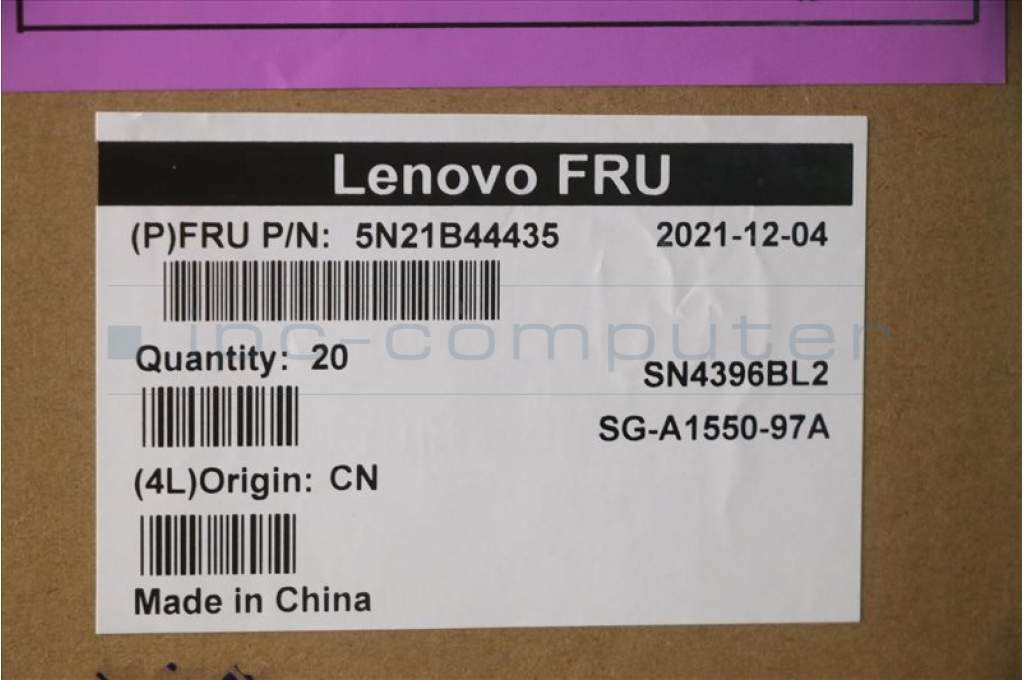 Lenovo FRU
(P)FRU P/N: 5N21B44435 2021-12-04
ipc-computer
Quantity: 20
SN4396BL2
SG-A1550-97A
(4L)Origin: CN
Made in China